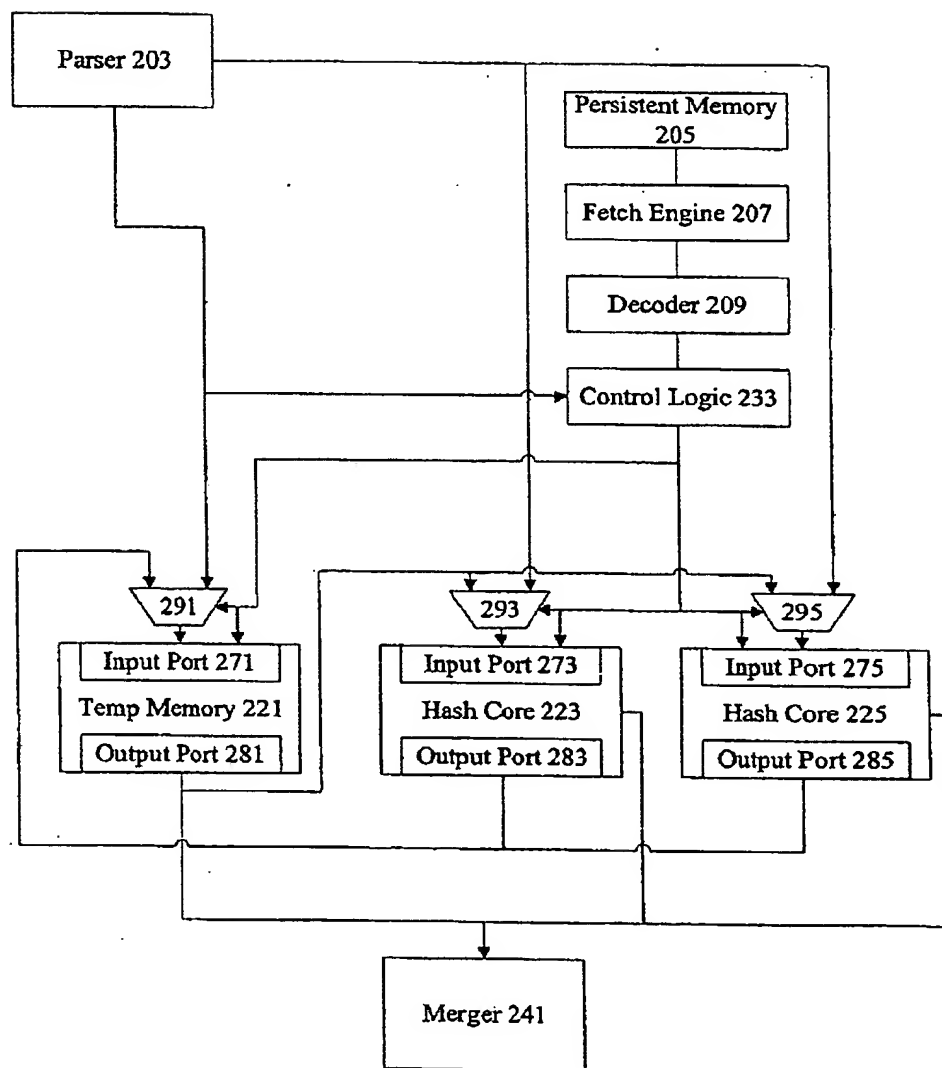 Parser 203
Persistent Memory
205
Fetch Engine 207
Decoder 209
Control Logic 233
291
293
295
Input Port 271
Input Port 273
Input Port 275
Temp Memory 221
Hash Core 223
Hash Core 225
Output Port 281
Output Port 283
Output Port 285
Merger 241